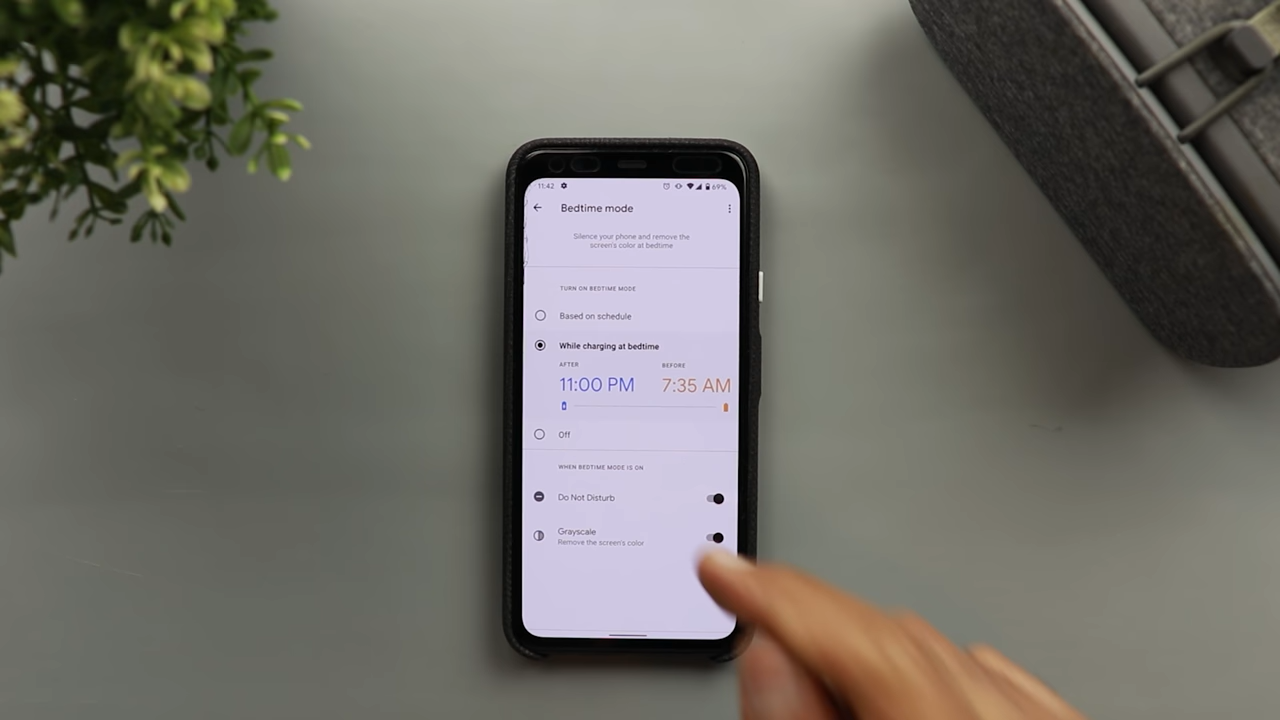 11:42
69%
Bedtime mode
Silence your phone and remove the
screen's color at bedtime
TURN ON BEDTIME MODE
Based on schedule
While charging at bedtime
AFTER
BEFORE
11:00 PM
7:35 AM
Off
WHEN BEDTIME MODE IS ON
Do Not Disturb
Grayscale
Remove the screen's color